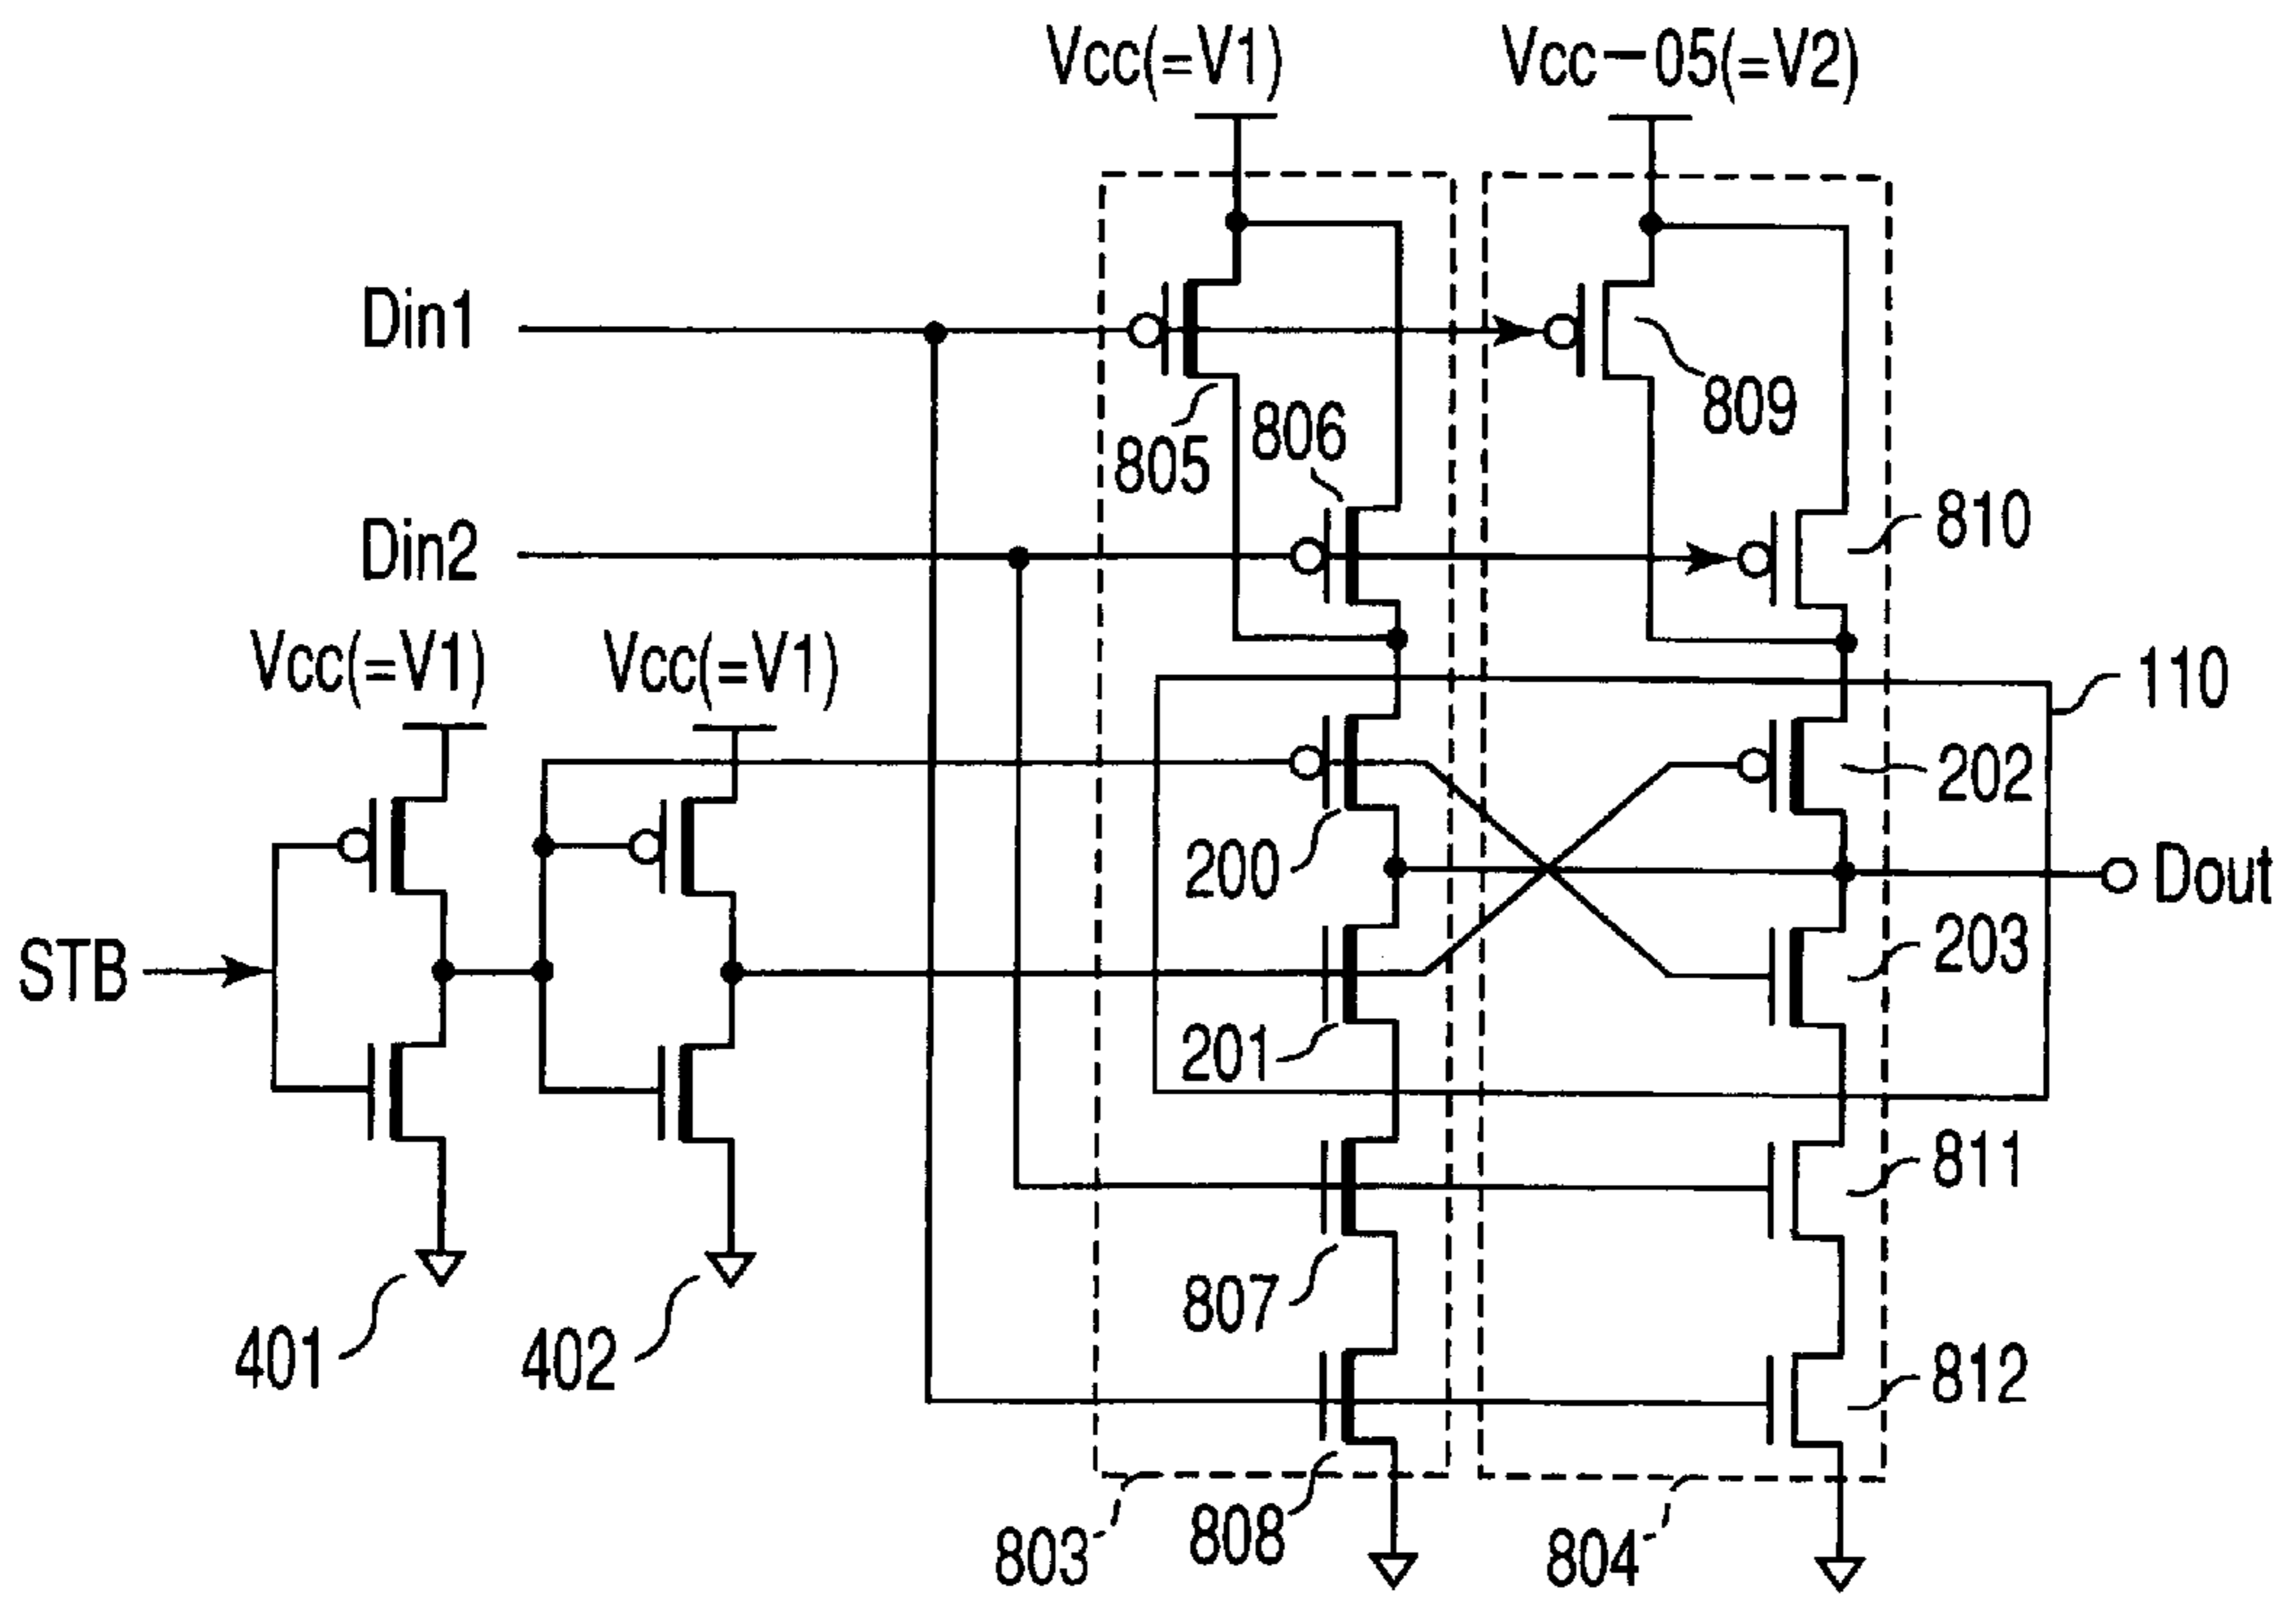 Vcc(=V1)
Vcc-05(=V2)
Din1
809
806
805
810
Din2
Vcc(=V1)
Vcc(=V1)
110
202
200
Dout
203
STB
201
811
807
401
402
812
808
803
804